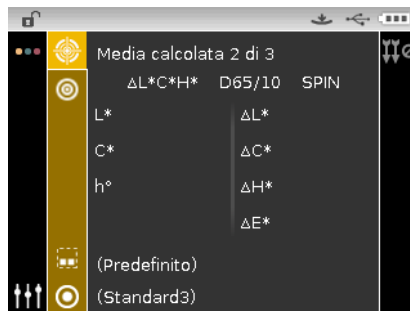 Media calcolata 2 di 3
ΔL*C*H* D65/10 SPIN
L* ΔL*
C* ΔC*
h° ΔH*
ΔE*
(Predefinito)
(Standard3)